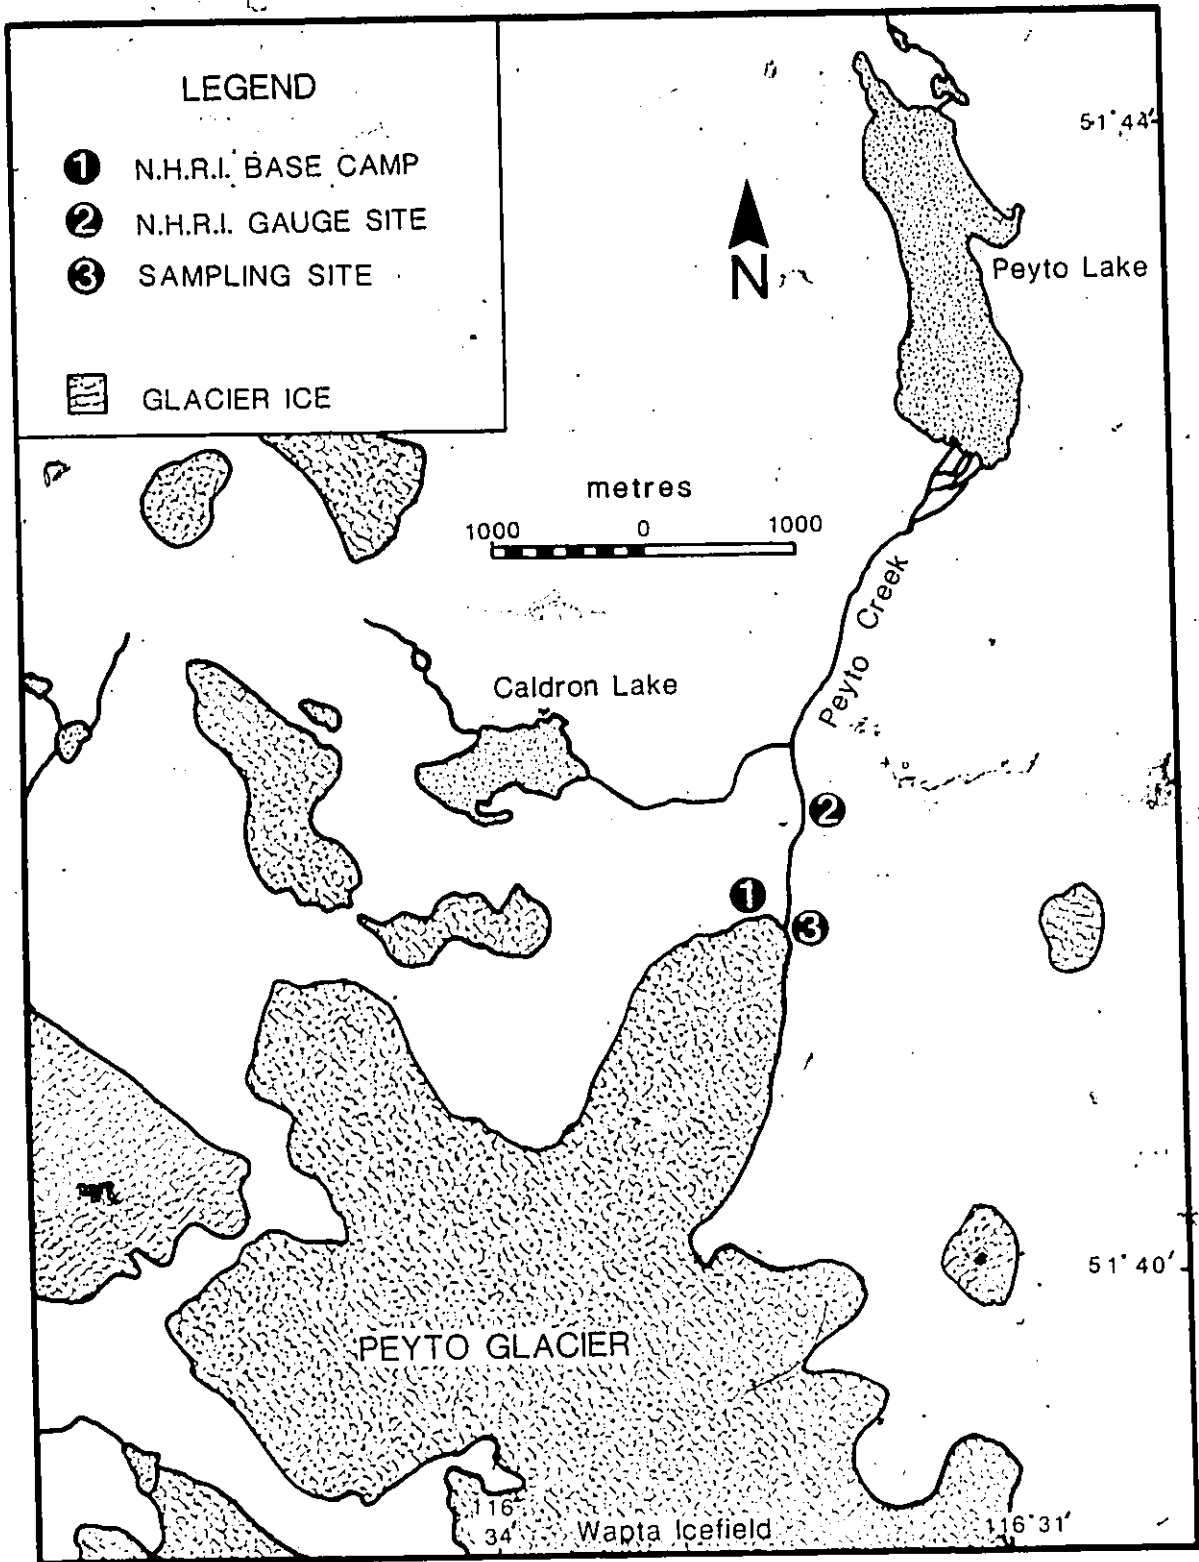 LEGEND
1 N.H.R.I. BASE CAMP
2 N.H.R.I. GAUGE SITE
3 SAMPLING SITE
GLACIER ICE
51°44'
N
Peyto Lake
metres
1000 0 1000
Peyto Creek
Caldron Lake
2
1
3
51°40'
PEYTO GLACIER
116
34'
Wapta Icefield
116°31'